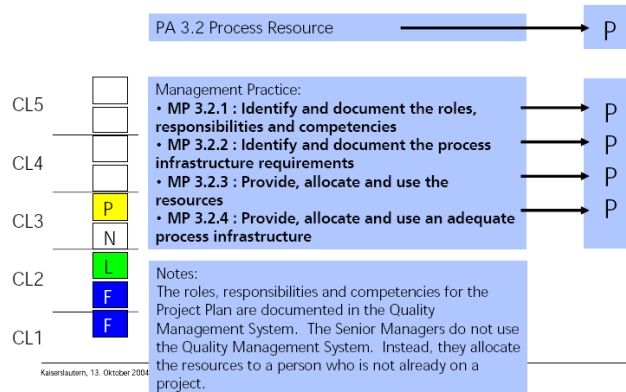 PA 3.2 Process Resource
P
CL5
CL4
CL3
CL2
CL1
P
N
L
F
F
Management Practice:
• MP 3.2.1 : Identify and document the roles,
responsibilities and competencies
• MP 3.2.2 : Identify and document the process
infrastructure requirements
• MP 3.2.3 : Provide, allocate and use the
resources
• MP 3.2.4 : Provide, allocate and use an adequate
process infrastructure
P
P
P
P
Notes:
The roles, responsibilities and competencies for the
Project Plan are documented in the Quality
Management System. The Senior Managers do not use
the Quality Management System. Instead, they allocate
the resources to a person who is not already on a
project.
Kaiserslautern, 13. Oktober 2004